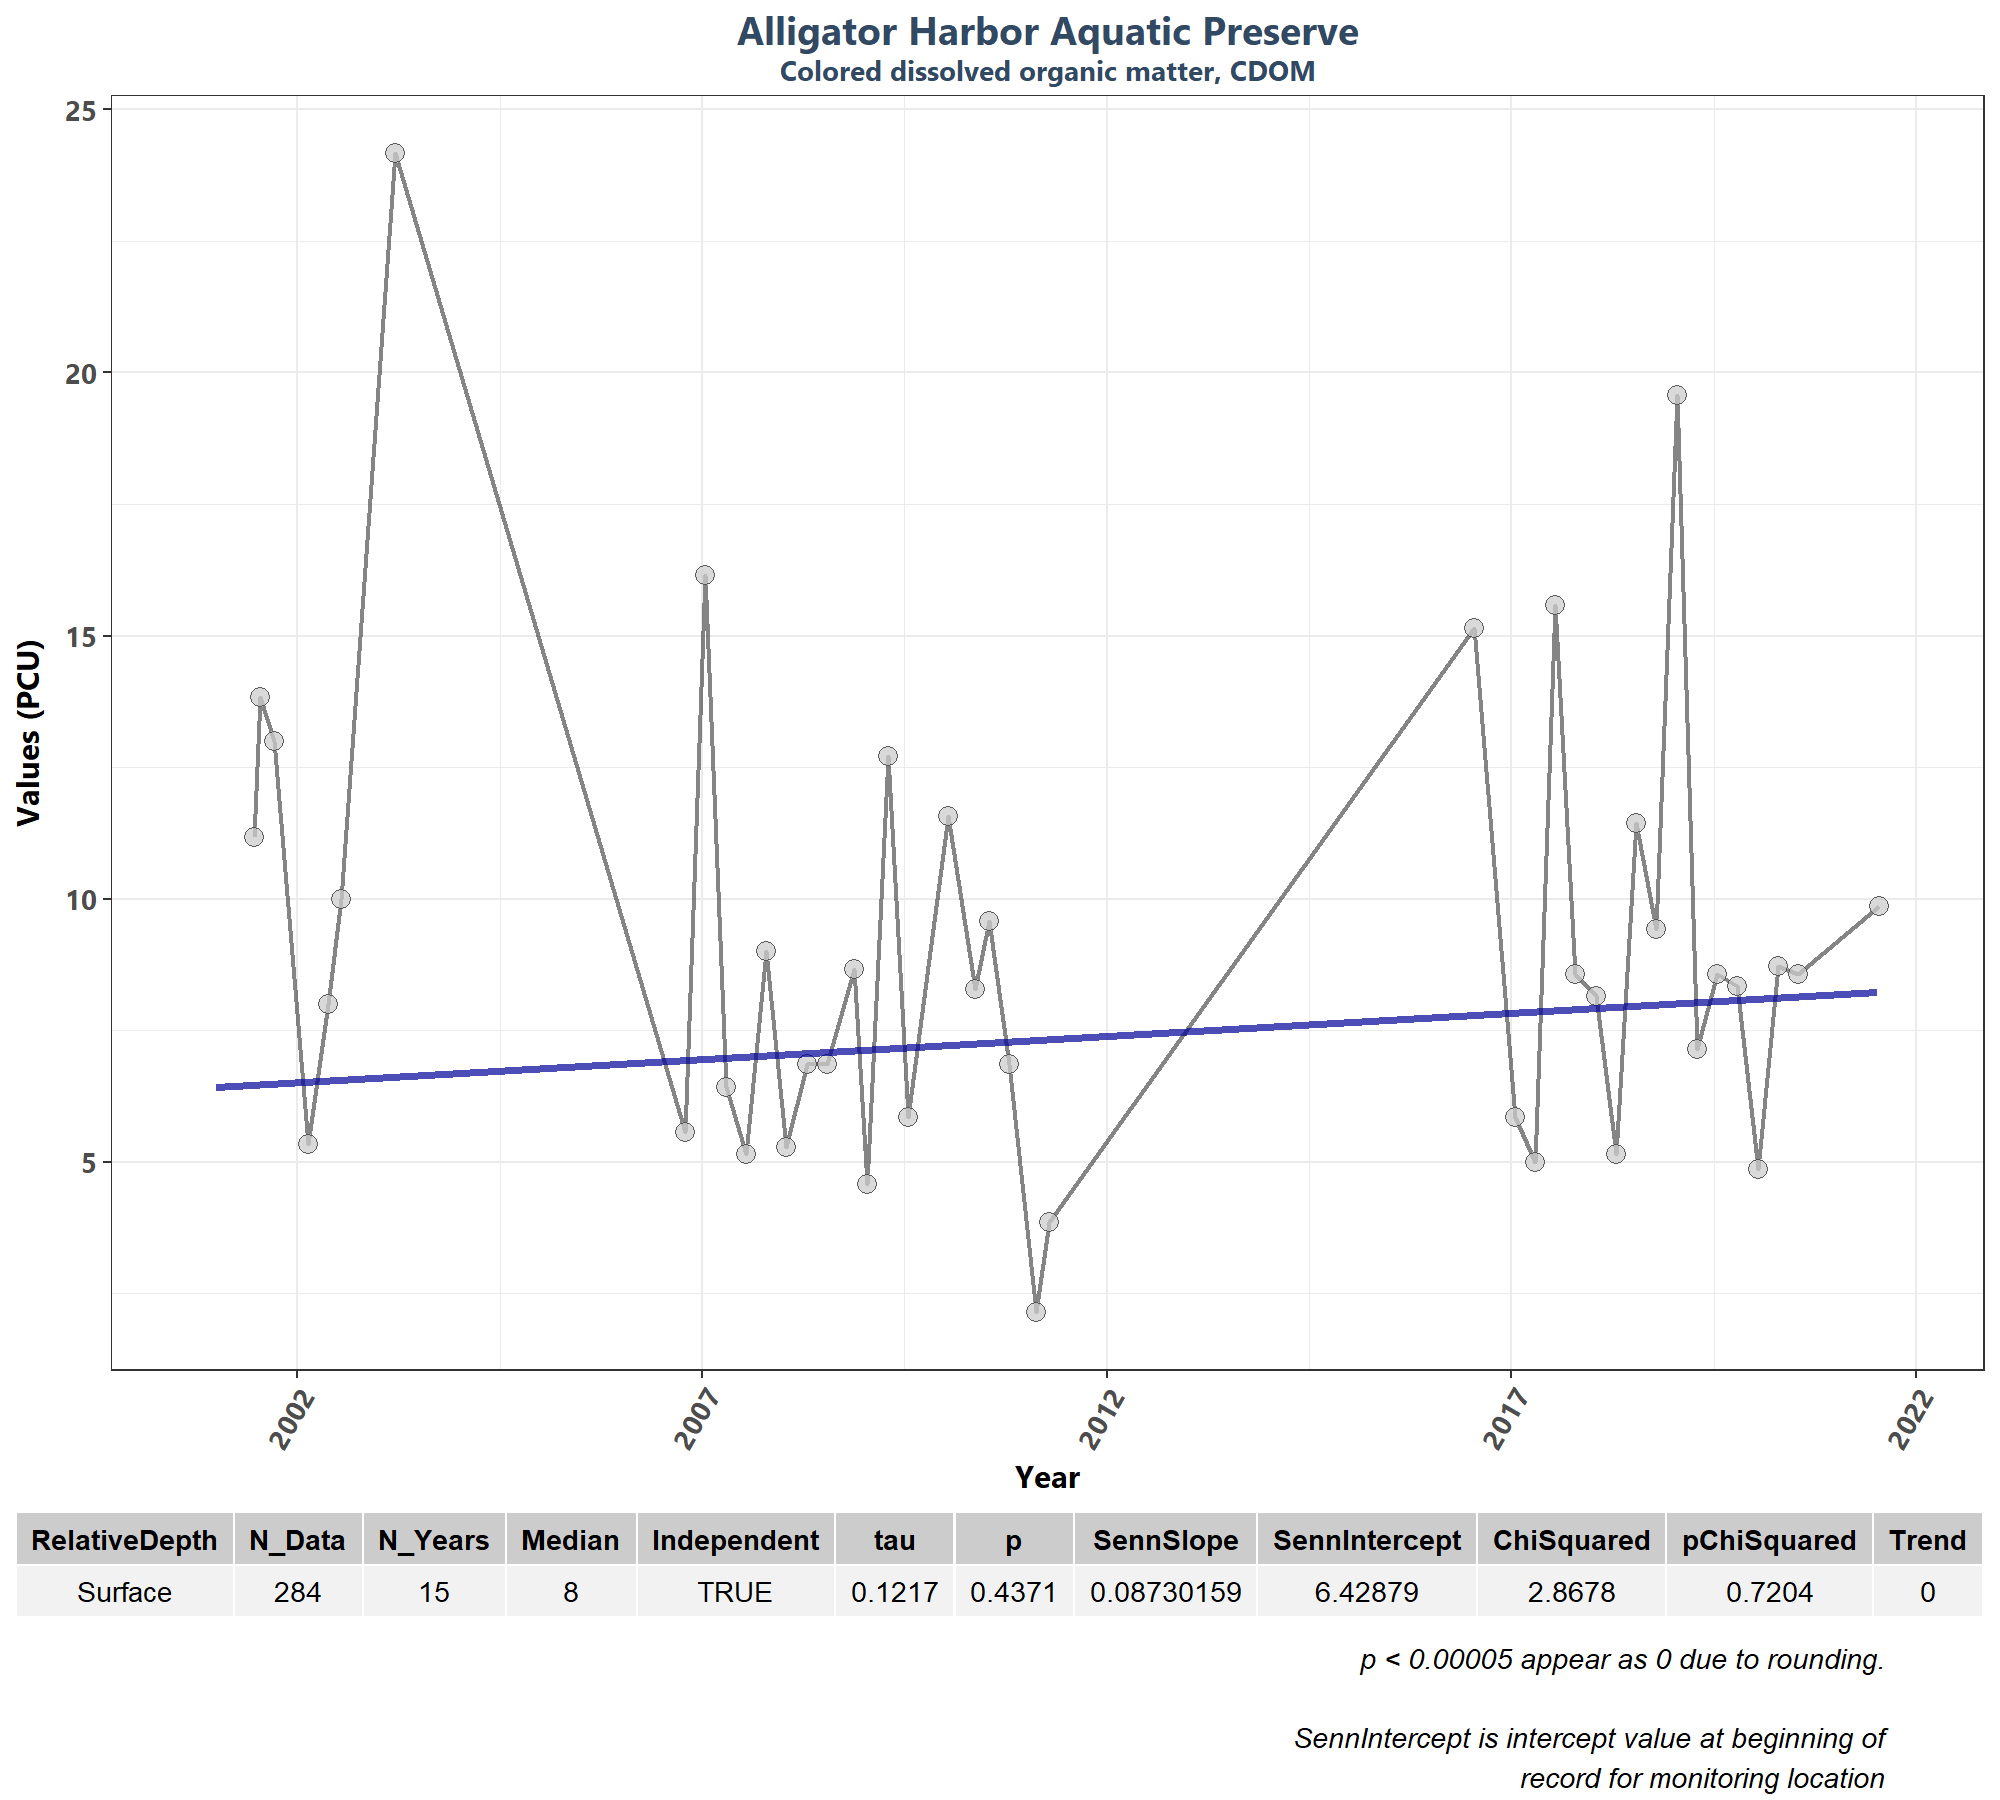 Alligator Harbor Aquatic Preserve
Colored dissolved organic matter, CDOM
25
20
15
10
5
Values (PCU)
2002
2007
2012
2017
2022
Year
RelativeDepth N_Data N_Years Median Independent tau p SennSlope SennIntercept ChiSquared pChiSquared Trend
Surface 284 15 8 TRUE 0.1217 0.4371 0.08730159 6.42879 2.8678 0.7204 0
p < 0.00005 appear as 0 due to rounding.
SennIntercept is intercept value at beginning of
record for monitoring location